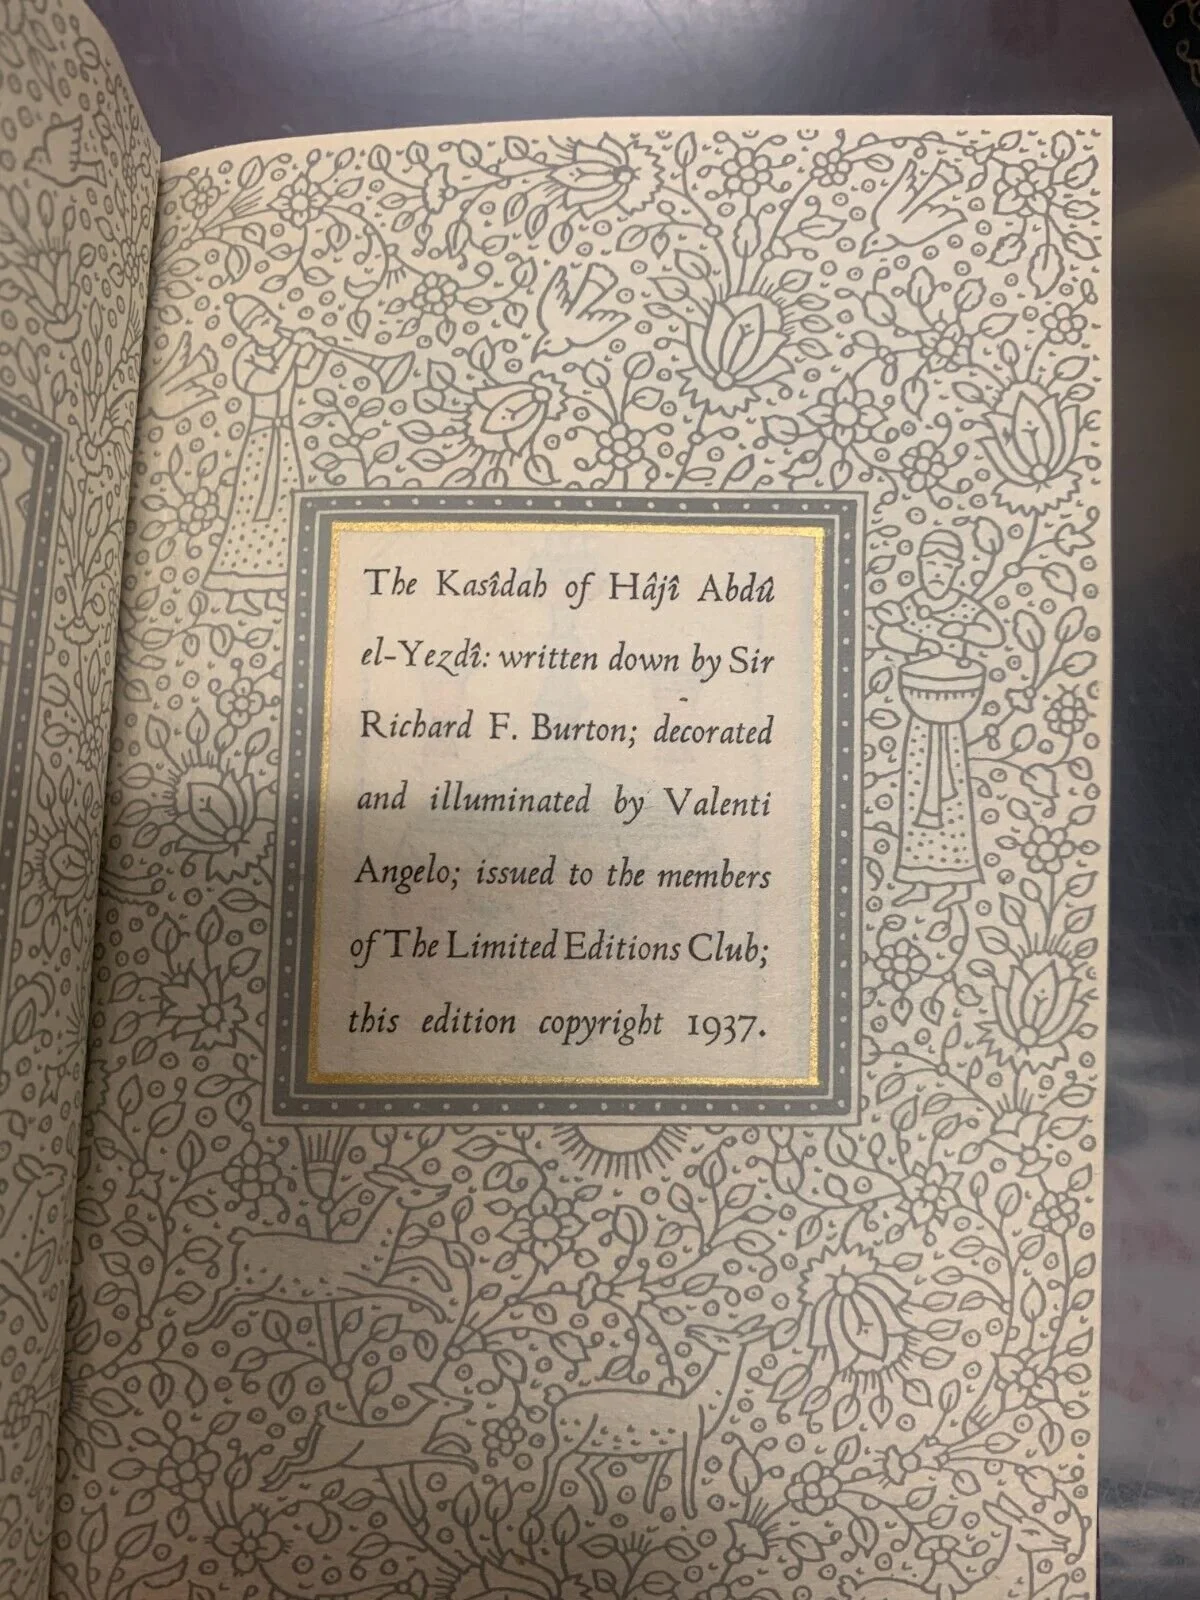 The Kasîdah of Hâjî Abdû
el-Yezdî: written down by Sir
Richard F. Burton; decorated
and illuminated by Valenti
Angelo; issued to the members
of The Limited Editions Club;
this edition copyright 1937.